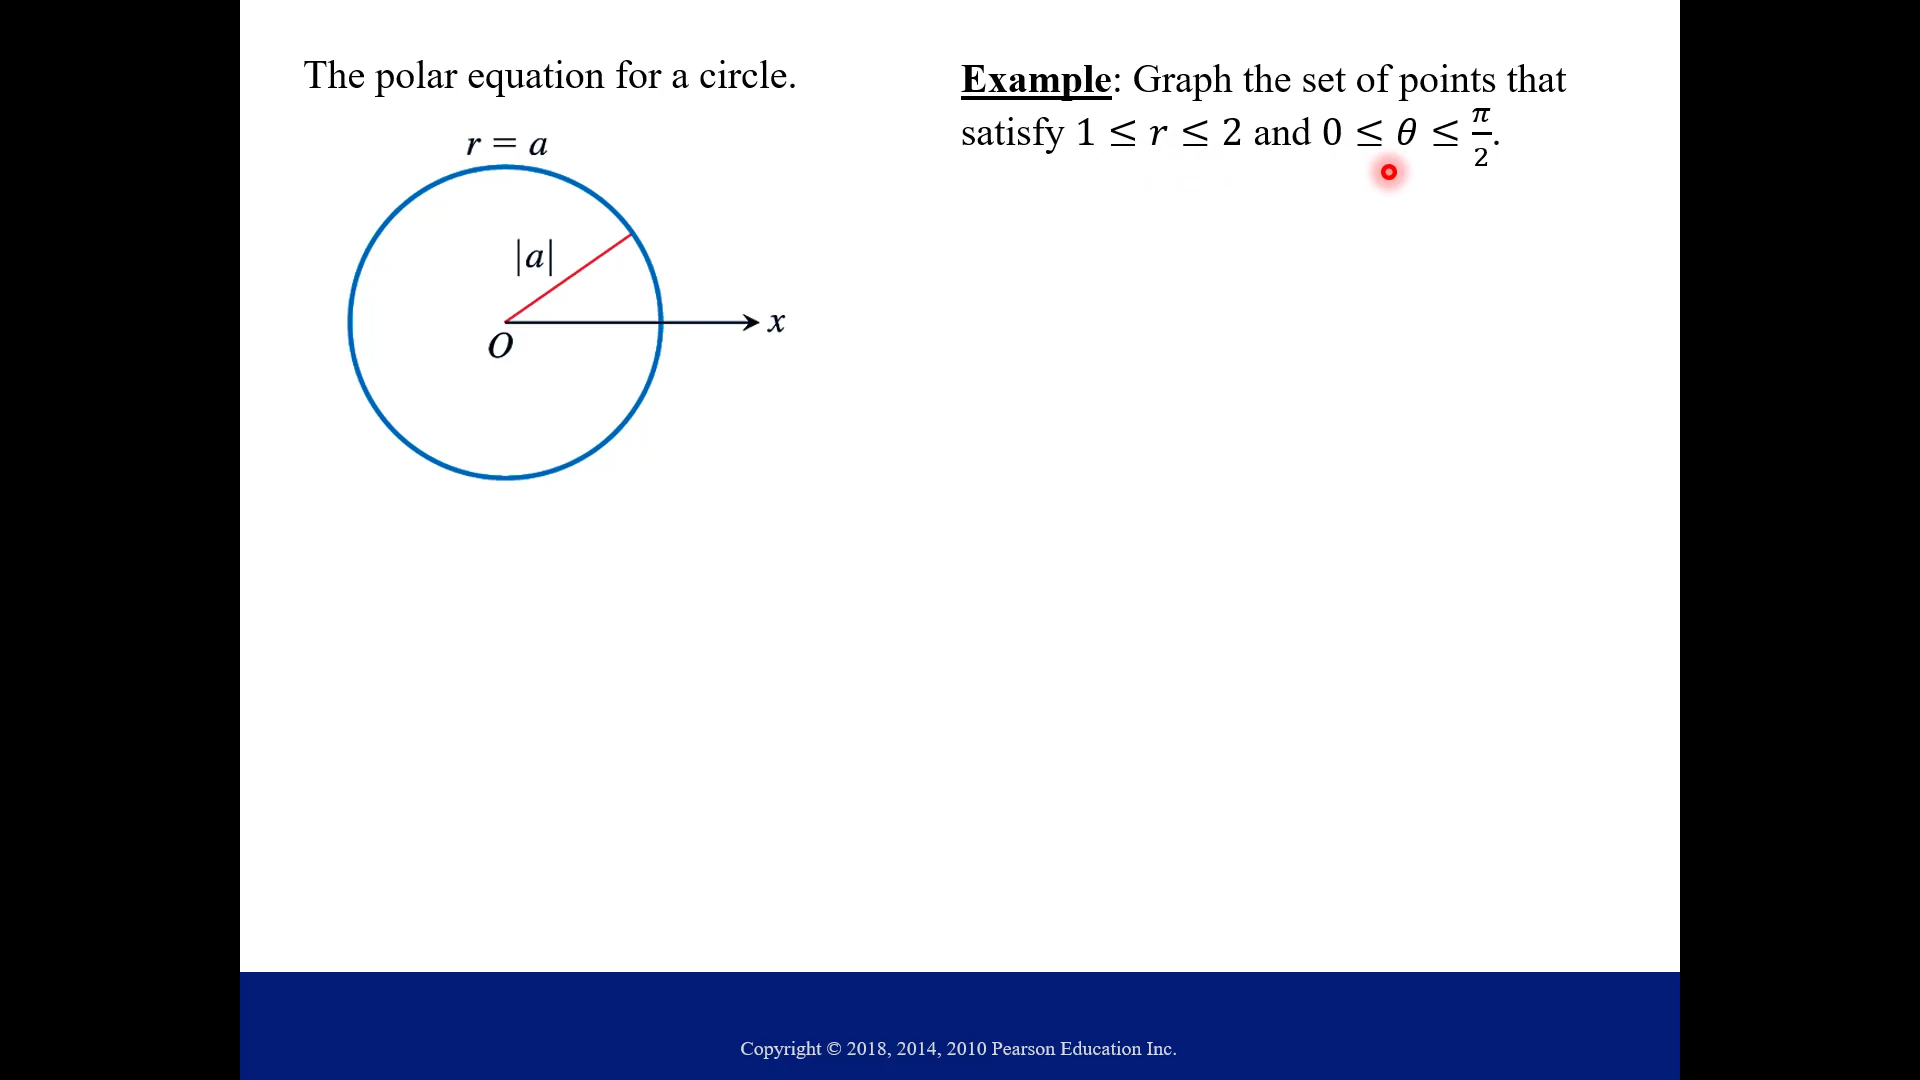 The polar equation for a circle.
r = a
|a|
x
O
Example: Graph the set of points that
satisfy 1 ≤ r ≤ 2 and 0 ≤ θ ≤ π/2.
Copyright © 2018, 2014, 2010 Pearson Education Inc.